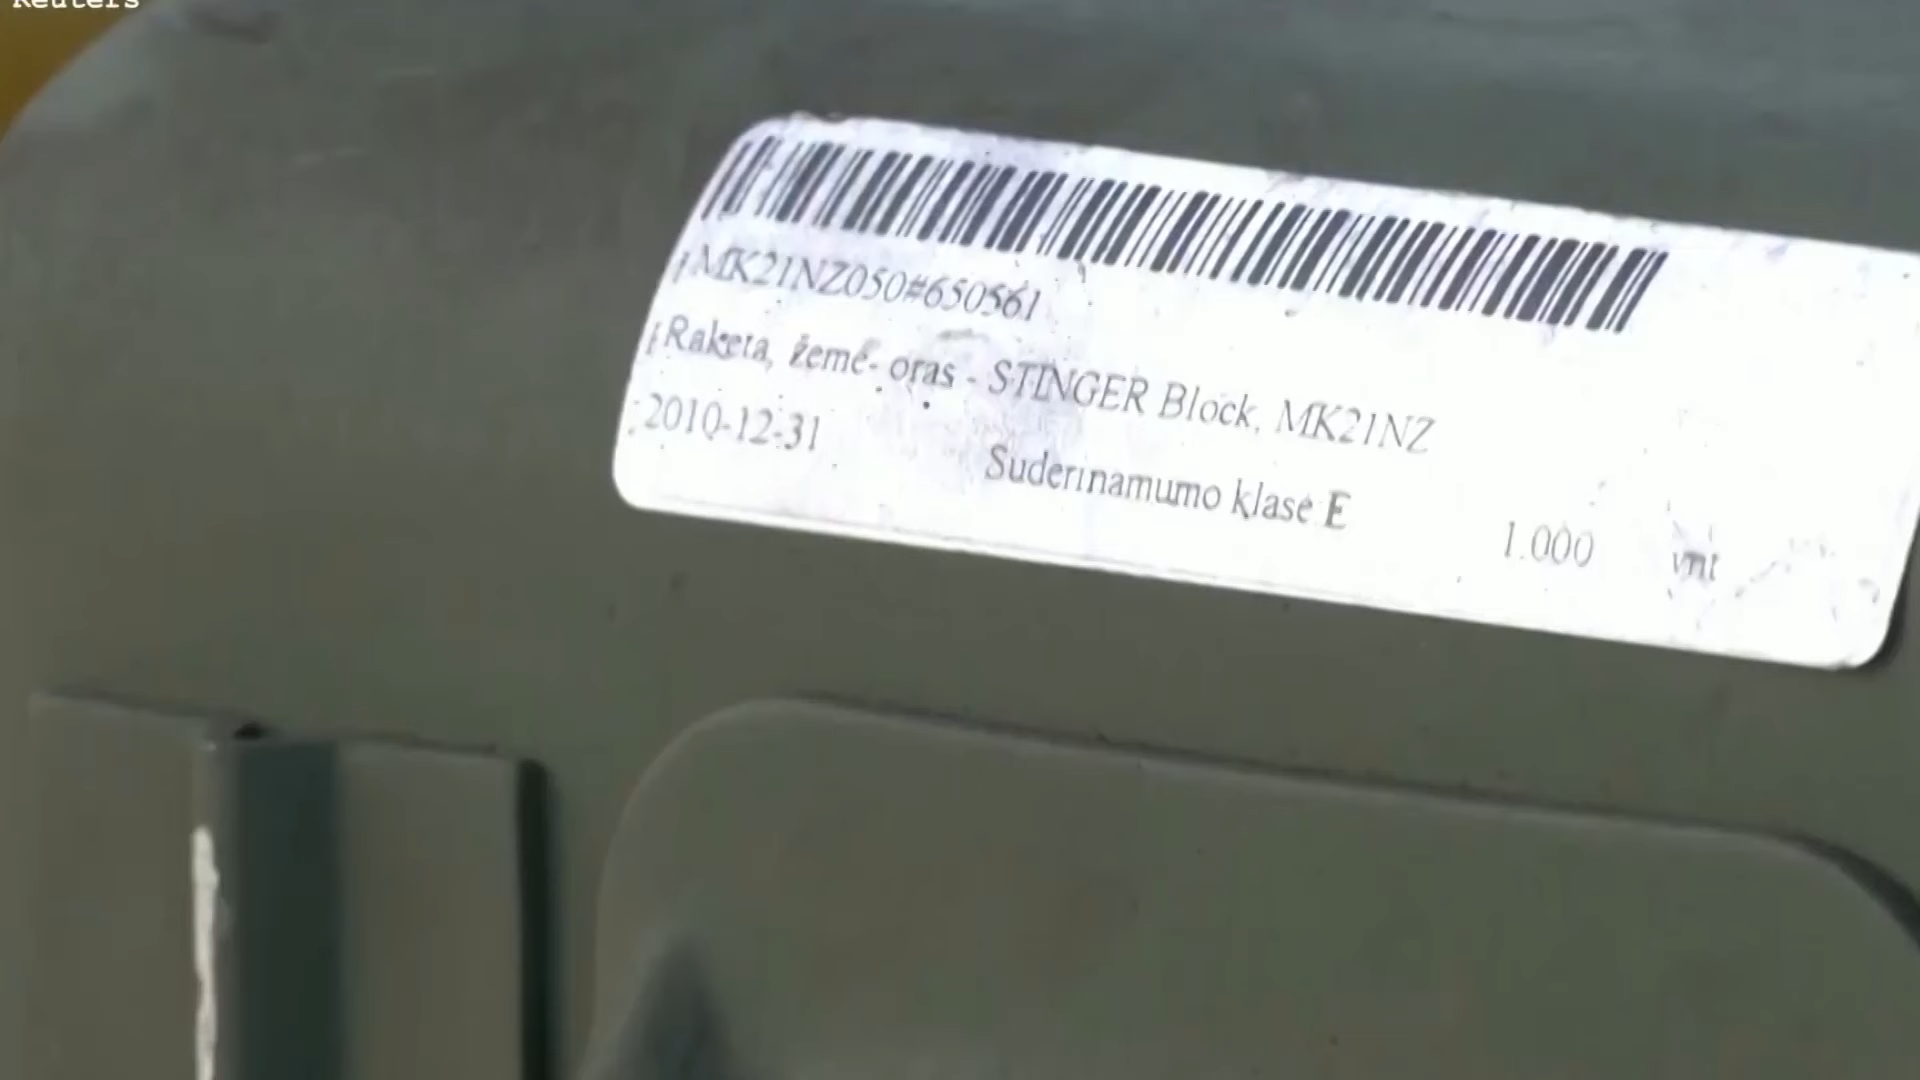 Reuters
MK21NZ050#650561
Raketa, žemė- oras - STINGER Block, MK21NZ
2010-12-31 Suderinamumo klasė E 1.000 vnt